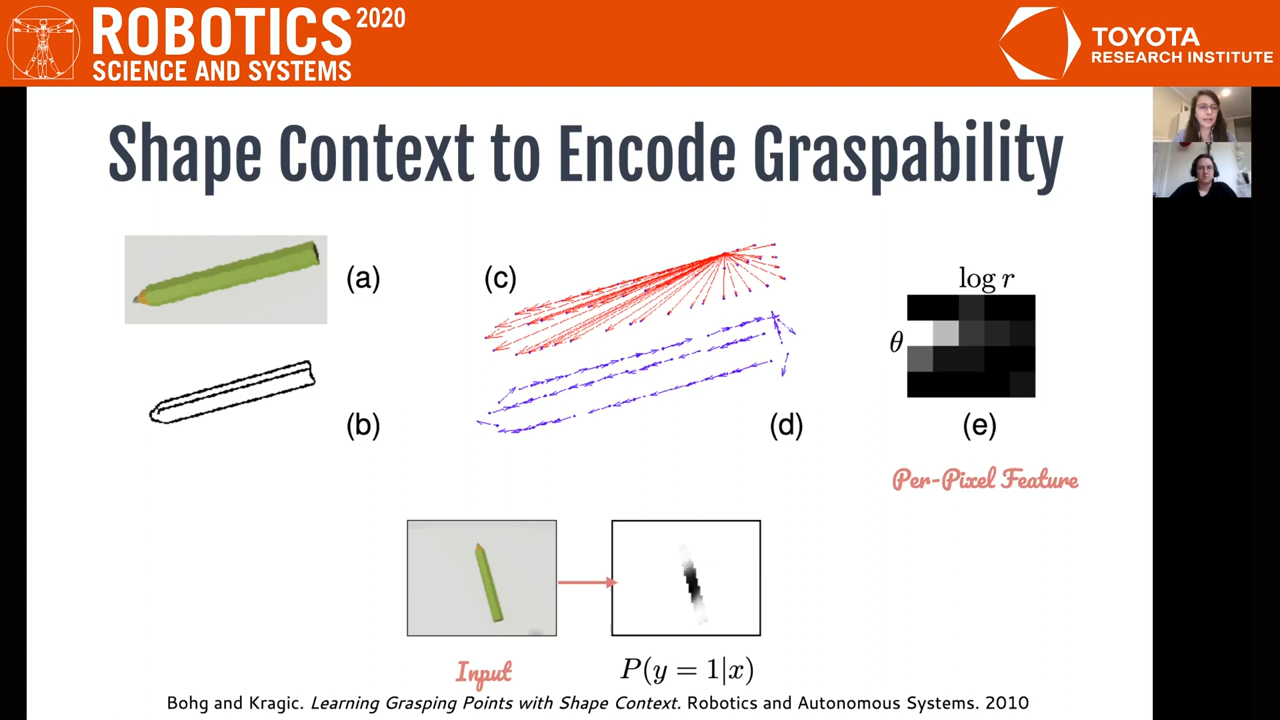 ROBOTICS 2020
SCIENCE AND SYSTEMS
TOYOTA
RESEARCH INSTITUTE
Shape Context to Encode Graspability
(a)
(c)
log r
θ
(b)
(d)
(e)
Per-Pixel Feature
Input
P(y = 1|x)
Bohg and Kragic. Learning Grasping Points with Shape Context. Robotics and Autonomous Systems. 2010